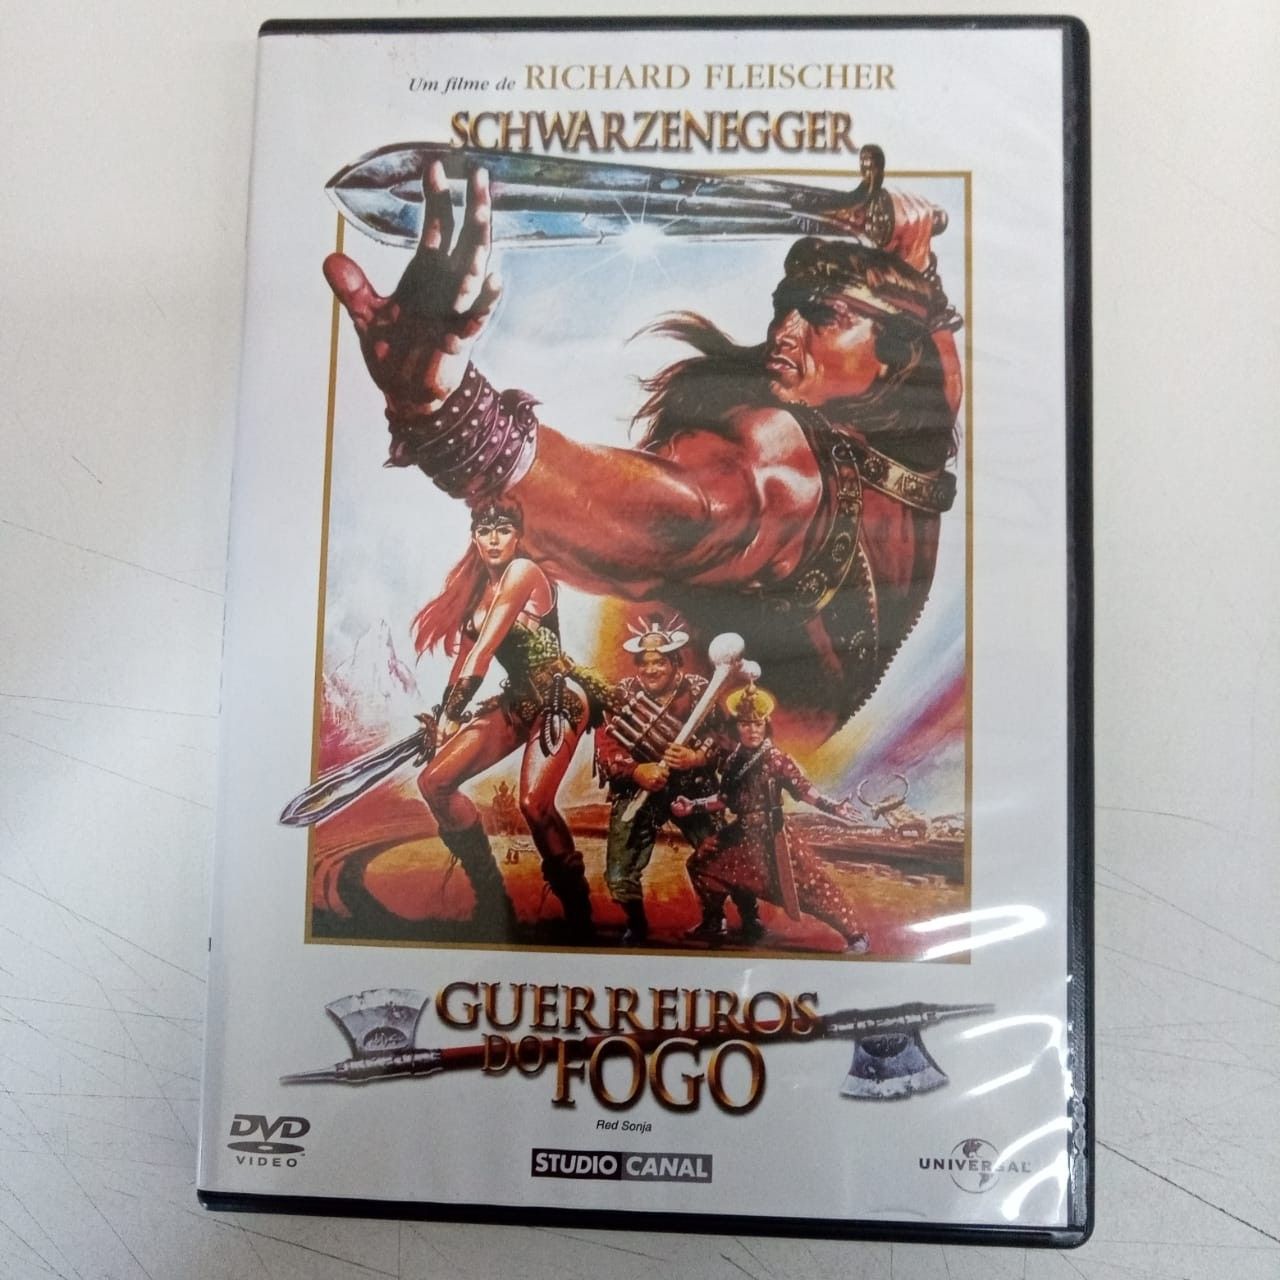 Um filme de RICHARD FLEISCHER
SCHWARZENEGGER
GUERREIROS
DO FOGO
Red Sonja
DVD
VIDEO
STUDIO CANAL
UNIVERSAL